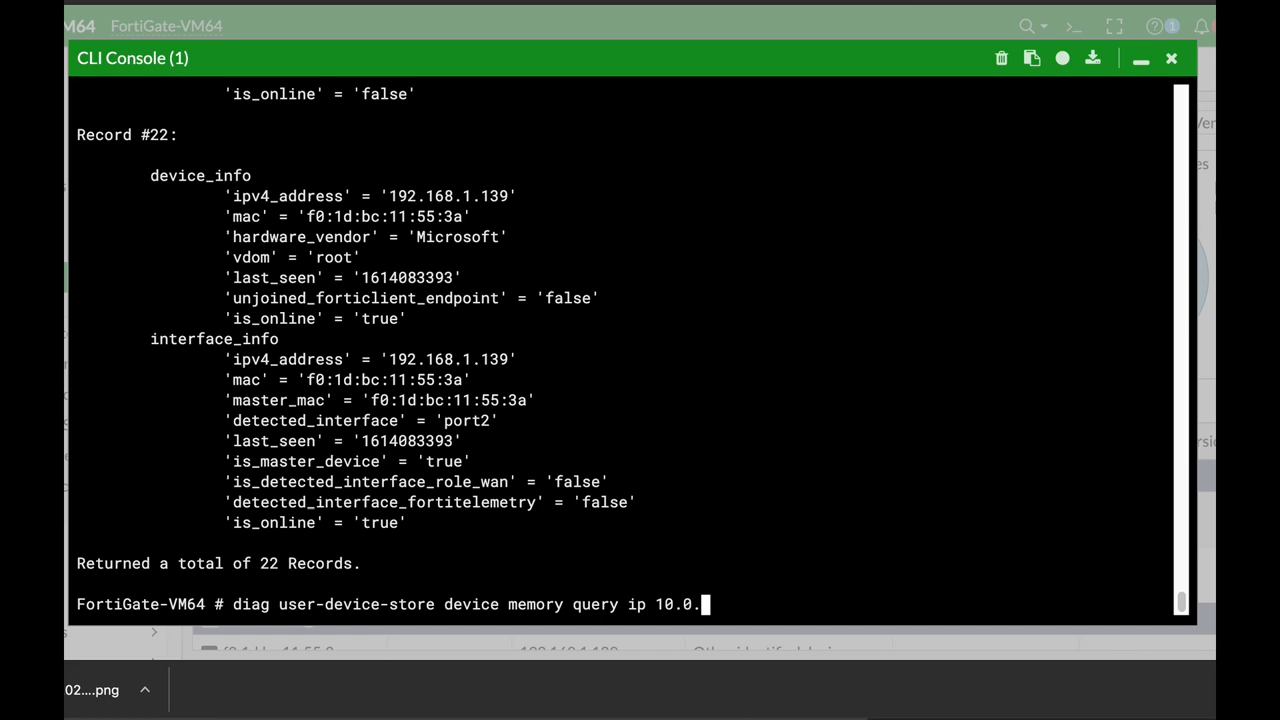 M64 FortiGate-VM64
1
CLI Console (1)
'is_online' = 'false'
Record #22:
device_info
'ipv4_address' = '192.168.1.139'
'mac' = 'f0:1d:bc:11:55:3a'
'hardware_vendor' = 'Microsoft'
'vdom' = 'root'
'last_seen' = '1614083393'
'unjoined_forticlient_endpoint' = 'false'
'is_online' = 'true'
interface_info
'ipv4_address' = '192.168.1.139'
'mac' = 'f0:1d:bc:11:55:3a'
'master_mac' = 'f0:1d:bc:11:55:3a'
'detected_interface' = 'port2'
'last_seen' = '1614083393'
'is_master_device' = 'true'
'is_detected_interface_role_wan' = 'false'
'detected_interface_fortitelemetry' = 'false'
'is_online' = 'true'
Returned a total of 22 Records.
FortiGate-VM64 # diag user-device-store device memory query ip 10.0.
02....png